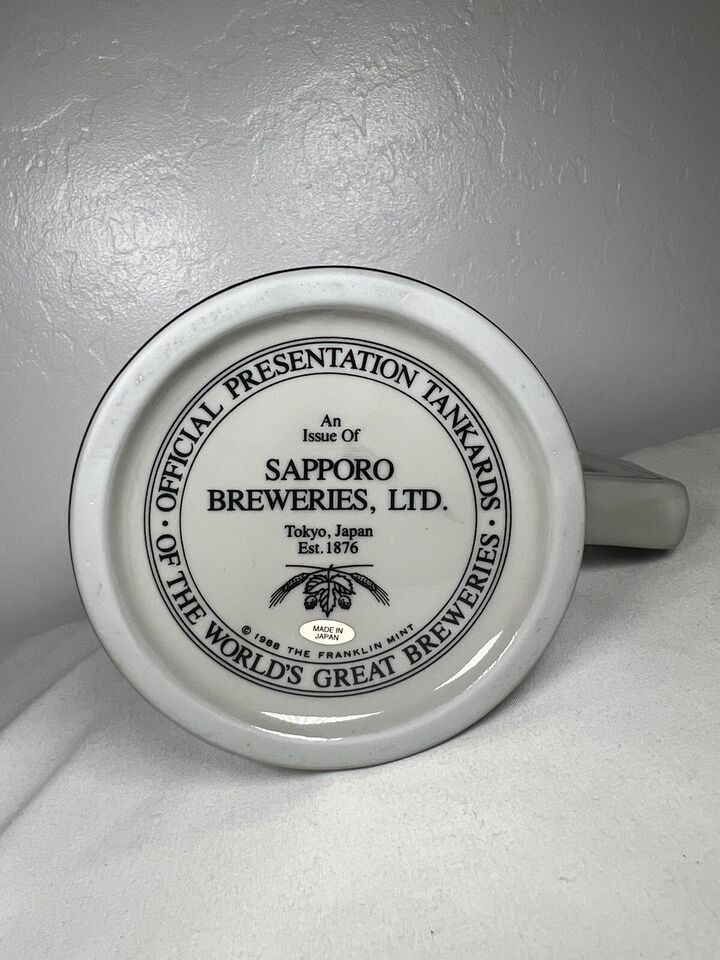 OFFICIAL PRESENTATION TANKARDS
· OF THE WORLD'S GREAT BREWERIES ·
An
Issue Of
SAPPORO
BREWERIES, LTD.
Tokyo, Japan
Est. 1876
MADE IN
JAPAN
© 1988 THE FRANKLIN MINT